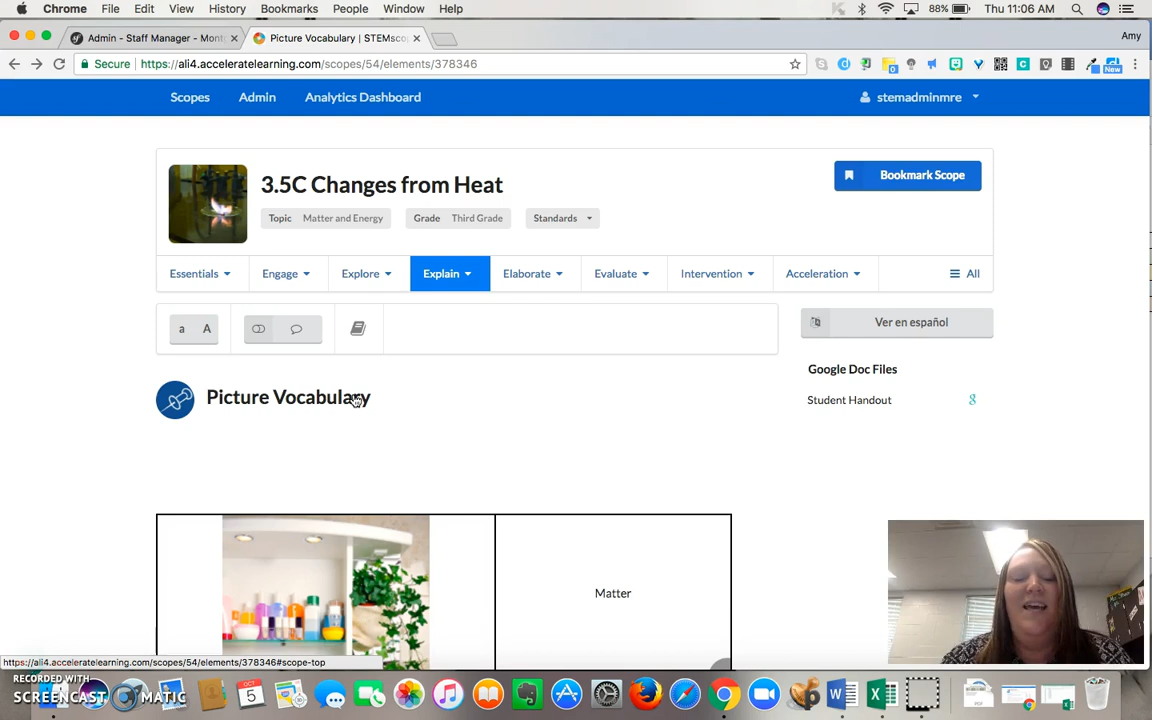 Chrome File Edit View History Bookmarks People Window Help 88% Thu 11:06 AM
Admin - Staff Manager - Mont
Picture Vocabulary | STEMsco
Amy
Secure https://ali4.acceleratelearning.com/scopes/54/elements/378346
0
New
Scopes Admin Analytics Dashboard stemadminmre
3.5C Changes from Heat
Bookmark Scope
Topic Matter and Energy Grade Third Grade Standards
Essentials Engage Explore Explain Elaborate Evaluate Intervention Acceleration All
a A
Ver en español
Google Doc Files
Picture Vocabulary
Student Handout
Matter
https://ali4.acceleratelearning.com/scopes/54/elements/378346#scope-top
RECORDED WITH
SCREENCAST MATIC
OCT
5